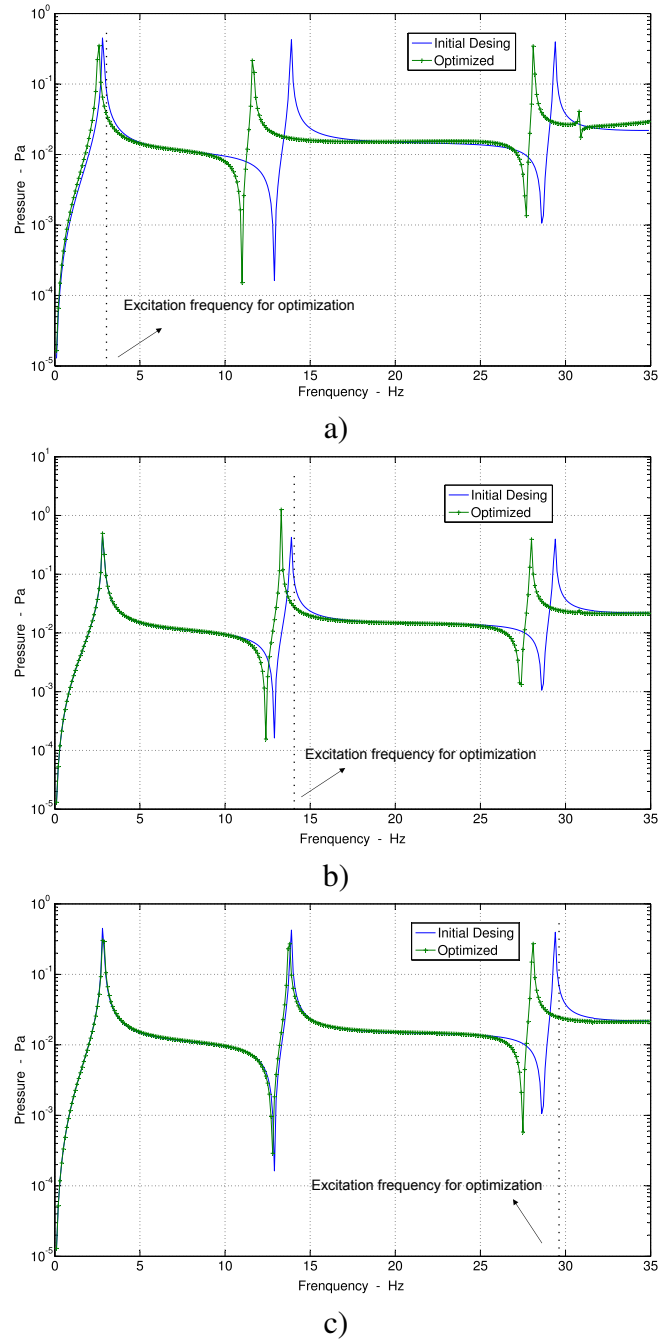 10^0
10^-1
10^-2
10^-3
10^-4
10^-5
Pressure - Pa
Initial Desing
Optimized
Excitation frequency for optimization
0 5 10 15 20 25 30 35
Frenquency - Hz
a)
10^1
10^0
10^-1
10^-2
10^-3
10^-4
10^-5
Pressure - Pa
Initial Desing
Optimized
Excitation frequency for optimization
0 5 10 15 20 25 30 35
Frenquency - Hz
b)
10^0
10^-1
10^-2
10^-3
10^-4
10^-5
Pressure - Pa
Initial Desing
Optimized
Excitation frequency for optimization
0 5 10 15 20 25 30 35
Frenquency - Hz
c)